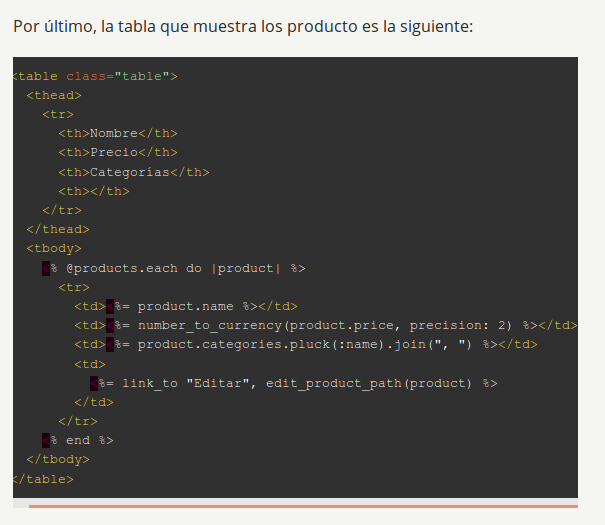 Por último, la tabla que muestra los producto es la siguiente:
<table class="table">
  <thead>
    <tr>
      <th>Nombre</th>
      <th>Precio</th>
      <th>Categorías</th>
      <th></th>
    </tr>
  </thead>
  <tbody>
    <% @products.each do |product| %>
      <tr>
        <td><%= product.name %></td>
        <td><%= number_to_currency(product.price, precision: 2) %></td>
        <td><%= product.categories.pluck(:name).join(", ") %></td>
        <td>
          <%= link_to "Editar", edit_product_path(product) %>
        </td>
      </tr>
    <% end %>
  </tbody>
</table>